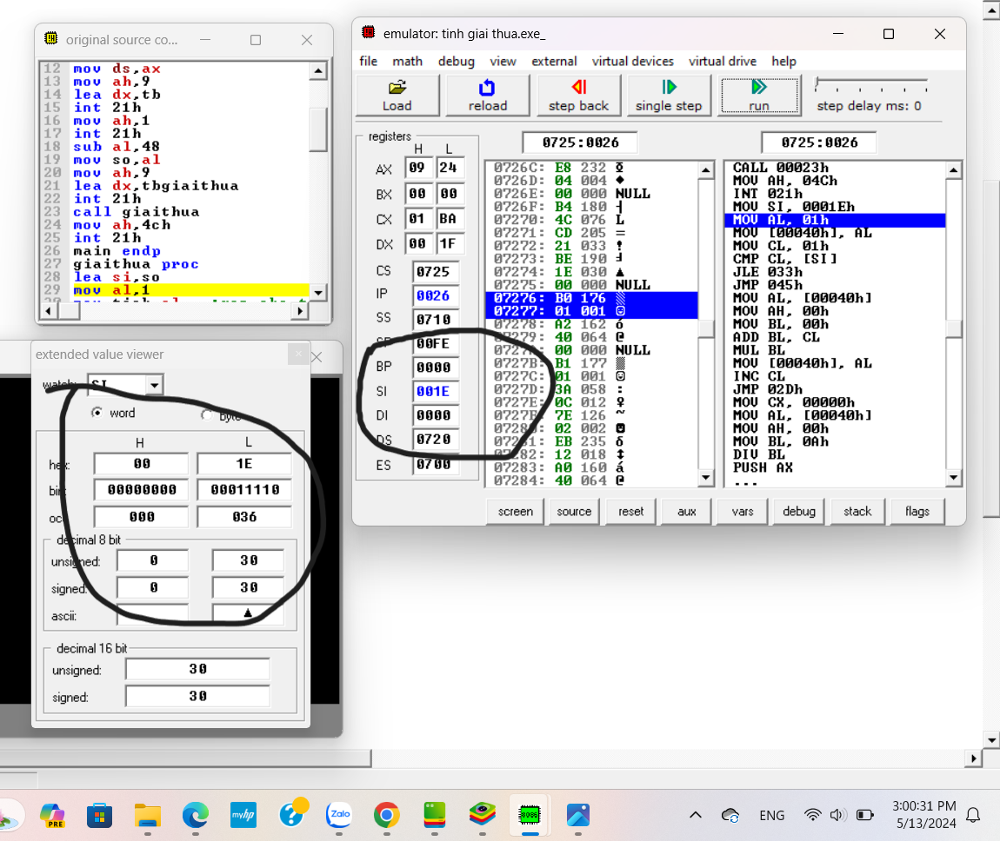 original source co...
12 mov ds,ax
13 mov ah,9
14 lea dx,tb
15 int 21h
16 mov ah,1
17 int 21h
18 sub al,48
19 mov so,al
20 mov ah,9
21 lea dx,tbgiaithua
22 int 21h
23 call giaithua
24 mov ah,4ch
25 int 21h
26 main endp
27 giaithua proc
28 lea si,so
29 mov al,1
emulator: tinh giai thua.exe_
file math debug view external virtual devices virtual drive help
Load reload step back single step run step delay ms: 0
registers
H L
AX 09 24
BX 00 00
CX 01 BA
DX 00 1F
CS 0725
IP 0026
SS 0710
SP 00FE
BP 0000
SI 001E
DI 0000
DS 0720
ES 0700
0725:0026
0726C: E8 232
0726D: 04 004 ♦
0726E: 00 000 NULL
0726F: B4 180 ┤
07270: 4C 076 L
07271: CD 205 =
07272: 21 033 !
07273: BE 190 ╛
07274: 1E 030 ▲
07275: 00 000 NULL
07276: B0 176 ░
07277: 01 001 ☺
07278: A2 162 ó
07279: 40 064 @
0727A: 00 000 NULL
0727B: B1 177 ▒
0727C: 01 001 ☺
0727D: 3A 058 :
0727E: 0C 012 ♀
0727F: 7E 126 ~
07280: 02 002 ☻
07281: EB 235 δ
07282: 12 018 ↕
07283: A0 160 á
07284: 40 064 @
0725:0026
CALL 00023h
MOV AH, 04Ch
INT 021h
MOV SI, 0001Eh
MOV AL, 01h
MOV [00040h], AL
MOV CL, 01h
CMP CL, [SI]
JLE 033h
JMP 045h
MOV AL, [00040h]
MOV AH, 00h
MOV BL, 00h
ADD BL, CL
MUL BL
MOV [00040h], AL
INC CL
JMP 02Dh
MOV CX, 00000h
MOV AL, [00040h]
MOV AH, 00h
MOV BL, 0Ah
DIV BL
PUSH AX
...
screen source reset aux vars debug stack flags
extended value viewer
watch: SI
word byte
H L
hex: 00 1E
bin: 00000000 00011110
oct: 000 036
decimal 8 bit
unsigned: 0 30
signed: 0 30
ascii: ▲
decimal 16 bit
unsigned: 30
signed: 30
PRE
myhp
Zalo
8086
ENG
3:00:31 PM
5/13/2024